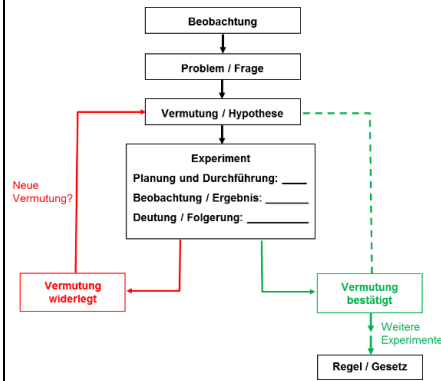 Beobachtung
Problem / Frage
Vermutung / Hypothese
Experiment
Planung und Durchführung: ____
Beobachtung / Ergebnis: _______
Deutung / Folgerung: __________
Neue
Vermutung?
Vermutung
widerlegt
Vermutung
bestätigt
Weitere
Experimente
Regel / Gesetz